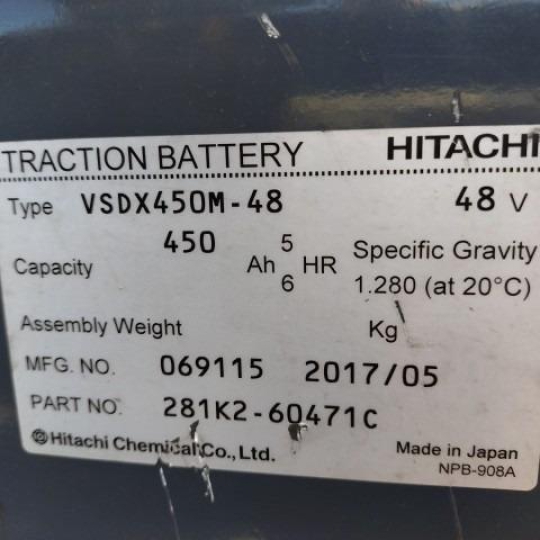 TRACTION BATTERY HITACHI
Type VSDX450M-48 48 V
Capacity 450 Ah 5 HR Specific Gravity
6 1.280 (at 20°C)
Assembly Weight Kg
MFG. NO. 069115 2017/05
PART NO. 281K2-60471C
Hitachi Chemical Co., Ltd. Made in Japan
NPB-908A